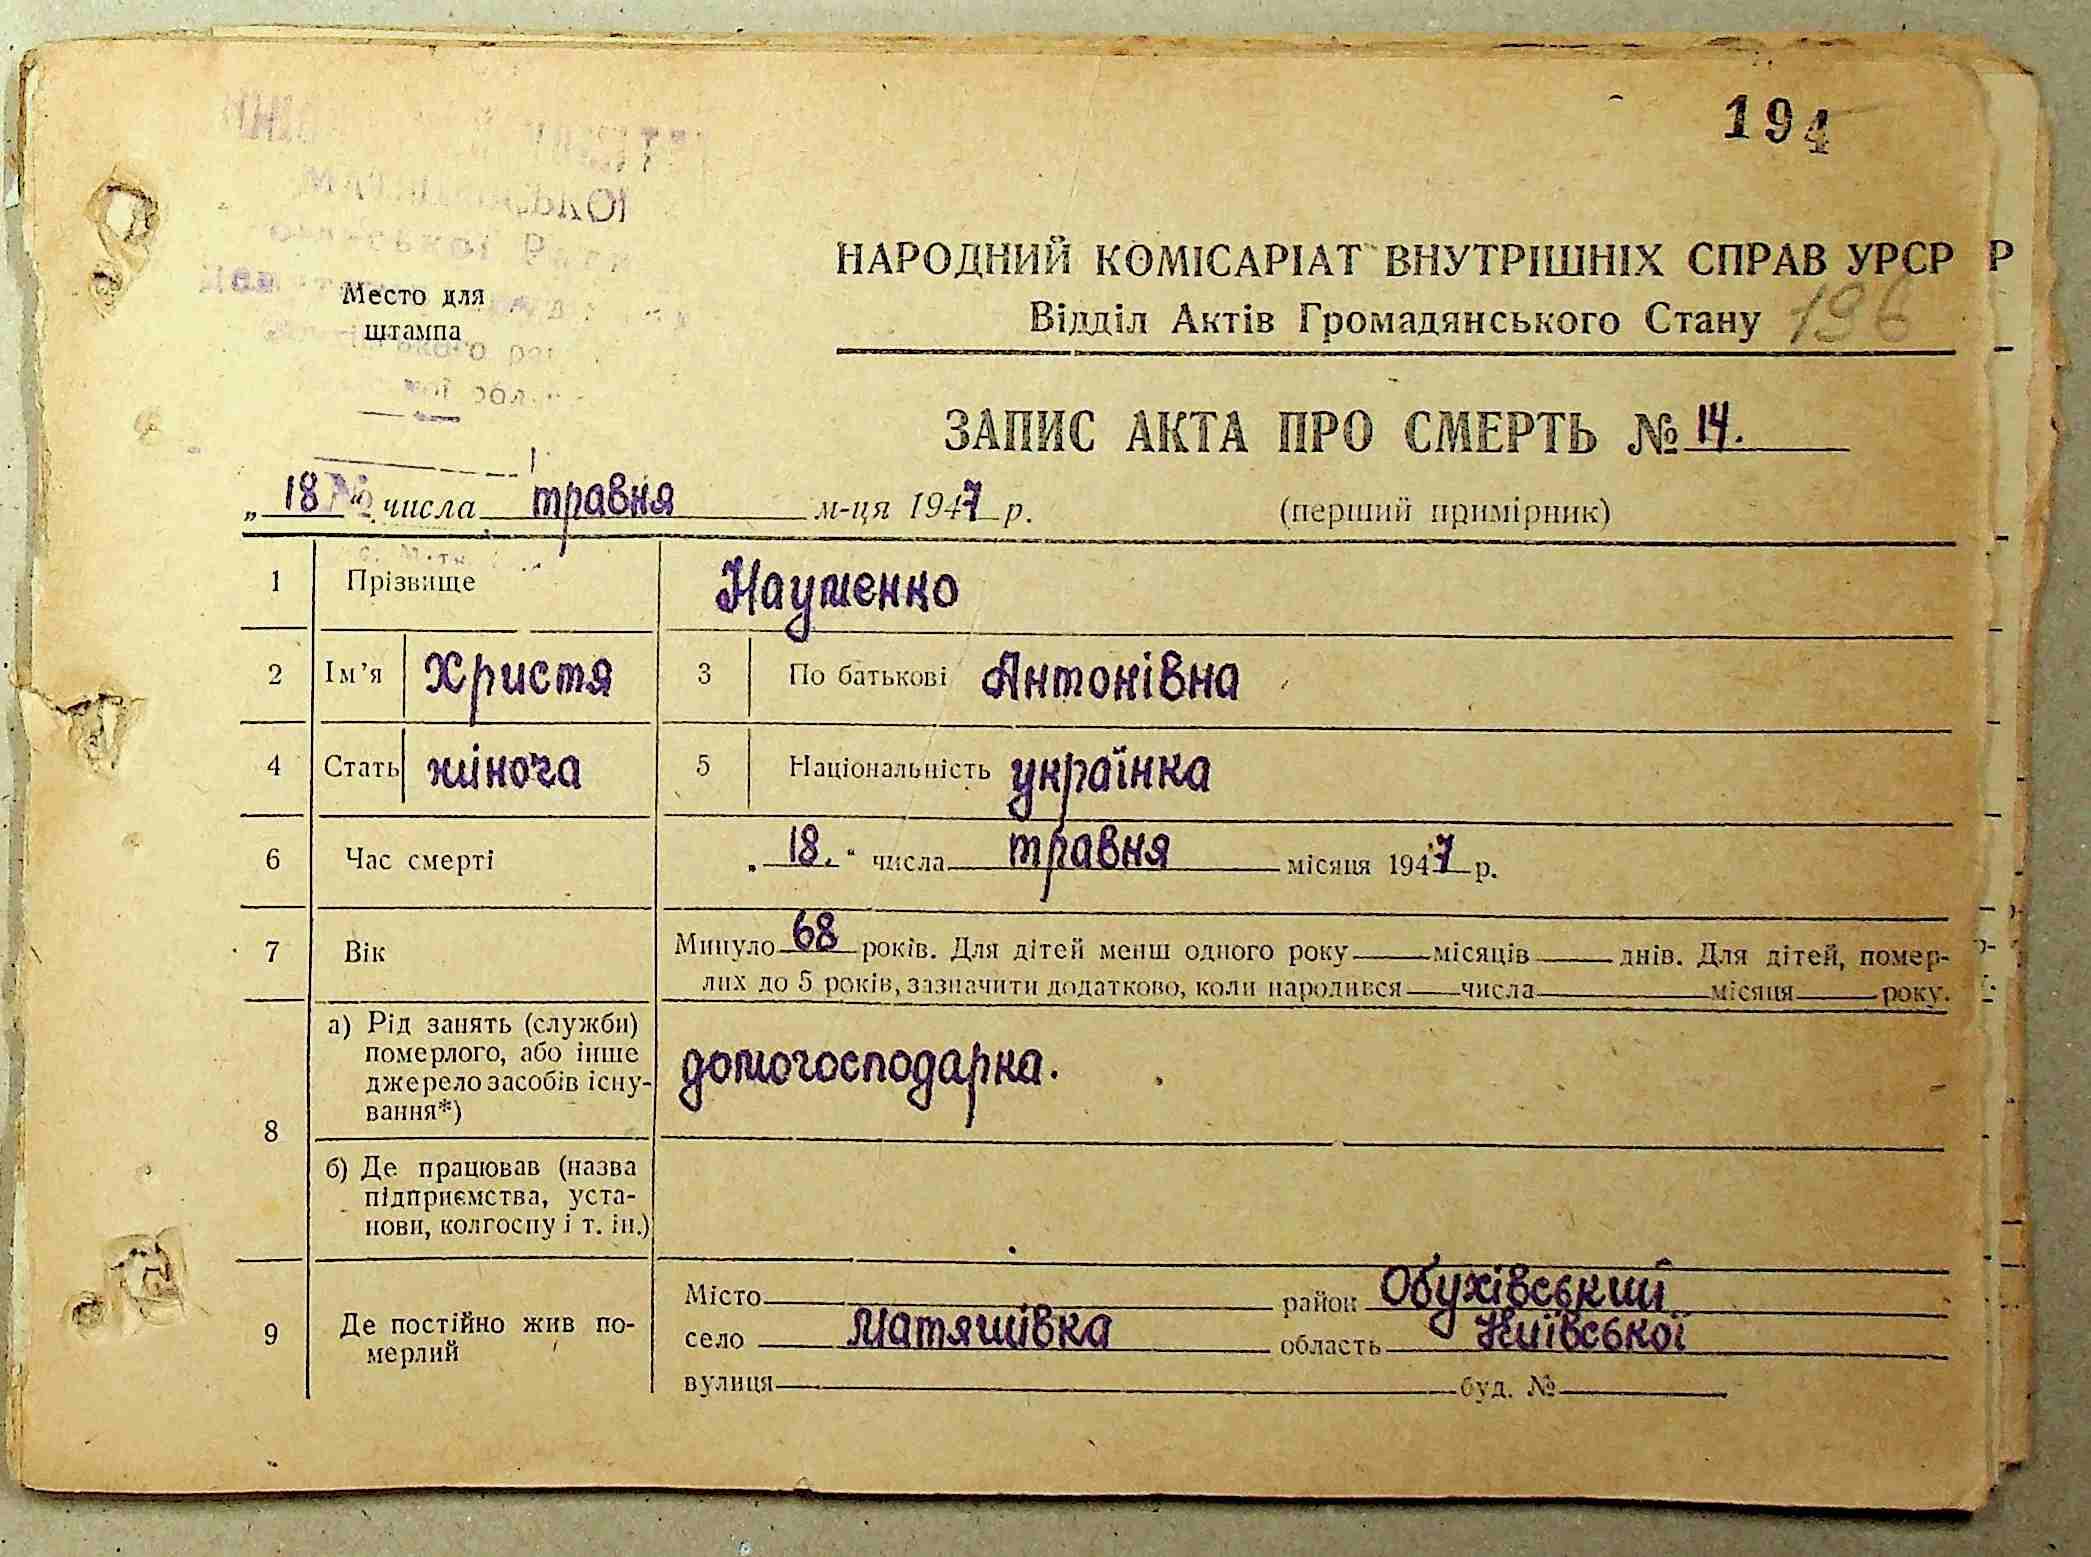 194
НАРОДНИЙ КОМІСАРІАТ ВНУТРІШНІХ СПРАВ УРСР Р
Відділ Актів Громадянського Стану 196
Место для
штампа
ЗАПИС АКТА ПРО СМЕРТЬ № 14.
„ 18 “ числа травня м-ця 1947 р. (перший примірник)
1 Прізвище Науменко
2 Ім’я Христя 3 По батькові Антонівна
4 Стать жіноча 5 Національність українка
6 Час смерті „ 18. “ числа травня місяця 1947 р.
7 Вік Минуло 68 років. Для дітей менш одного року місяців днів. Для дітей, помер-
лих до 5 років, зазначити додатково, коли народився числа місяця року.
8 а) Рід занять (служби)
померлого, або інше
джерело засобів існу-
вання*) домогосподарка.
б) Де працював (назва
підприємства, уста-
нови, колгоспу і т. ін.)
9 Де постійно жив по-
мерлий
Місто район Обухівський
село Матяшівка область Київської
вулиця буд. №